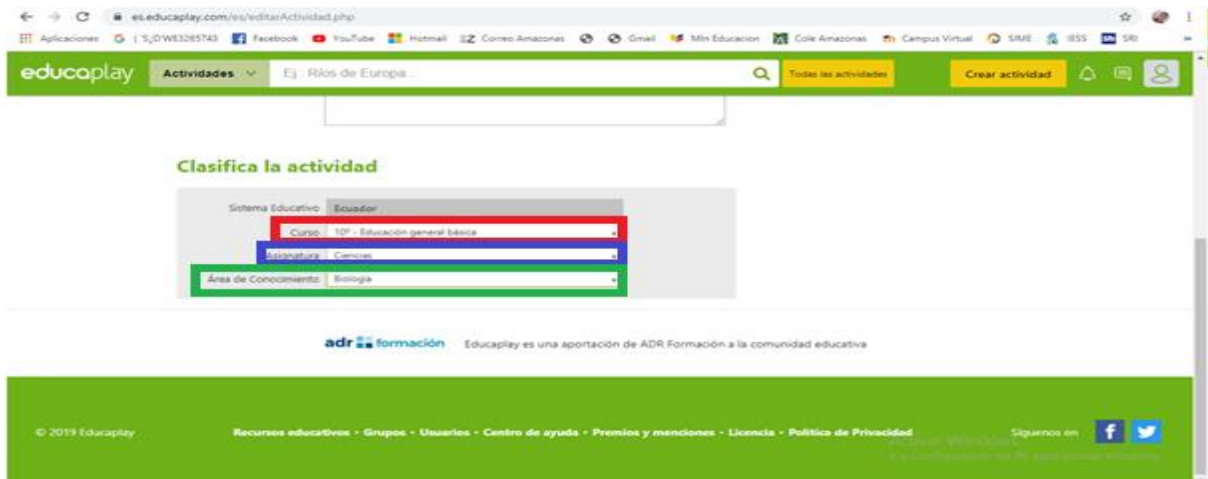 es.educaplay.com/es/editarActividad.php
Aplicaciones Facebook YouTube Hotmail Correo Amazonas Gmail Min Educacion Cole Amazonas Campus Virtual SIME IESS SRI
educaplay Actividades Ej: Ríos de Europa... Todas las actividades Crear actividad
Clasifica la actividad
Sistema Educativo Ecuador
Curso 10º - Educación general básica
Asignatura Ciencias
Área de Conocimiento Biología
adr formación Educaplay es una aportación de ADR Formación a la comunidad educativa
© 2019 Educaplay Recursos educativos - Grupos - Usuarios - Centro de ayuda - Premios y menciones - Licencia - Política de Privacidad Síguenos en